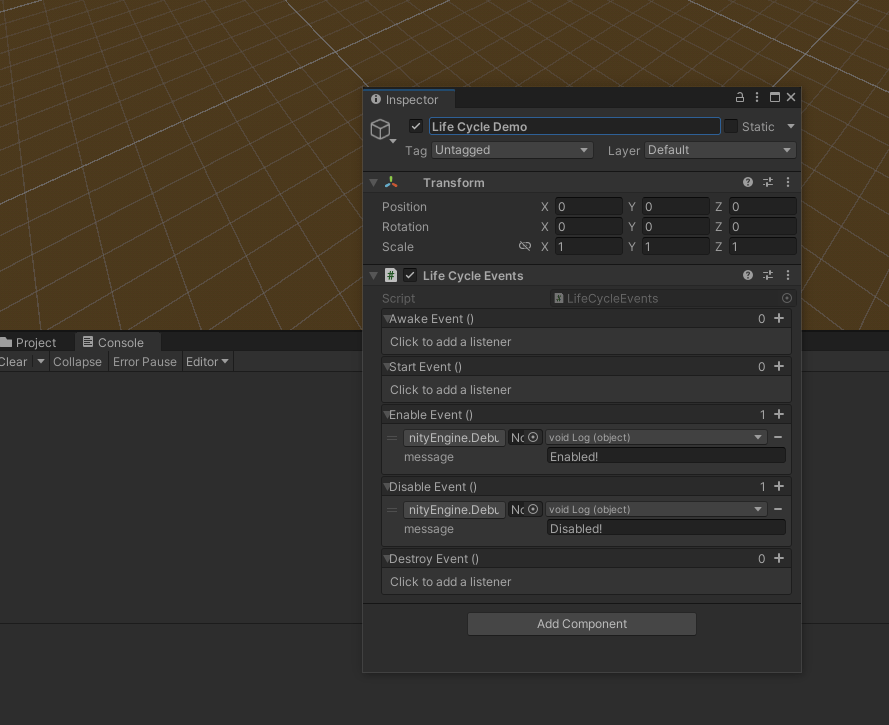 Inspector
Life Cycle Demo
Static
Tag Untagged Layer Default
Transform
Position X 0 Y 0 Z 0
Rotation X 0 Y 0 Z 0
Scale X 1 Y 1 Z 1
# Life Cycle Events
Script # LifeCycleEvents
Awake Event () 0 +
Click to add a listener
Start Event () 0 +
Click to add a listener
Enable Event () 1 +
nityEngine.Debu No void Log (object) −
message Enabled!
Disable Event () 1 +
nityEngine.Debu No void Log (object) −
message Disabled!
Destroy Event () 0 +
Click to add a listener
Add Component
Project Console
Clear Collapse Error Pause Editor